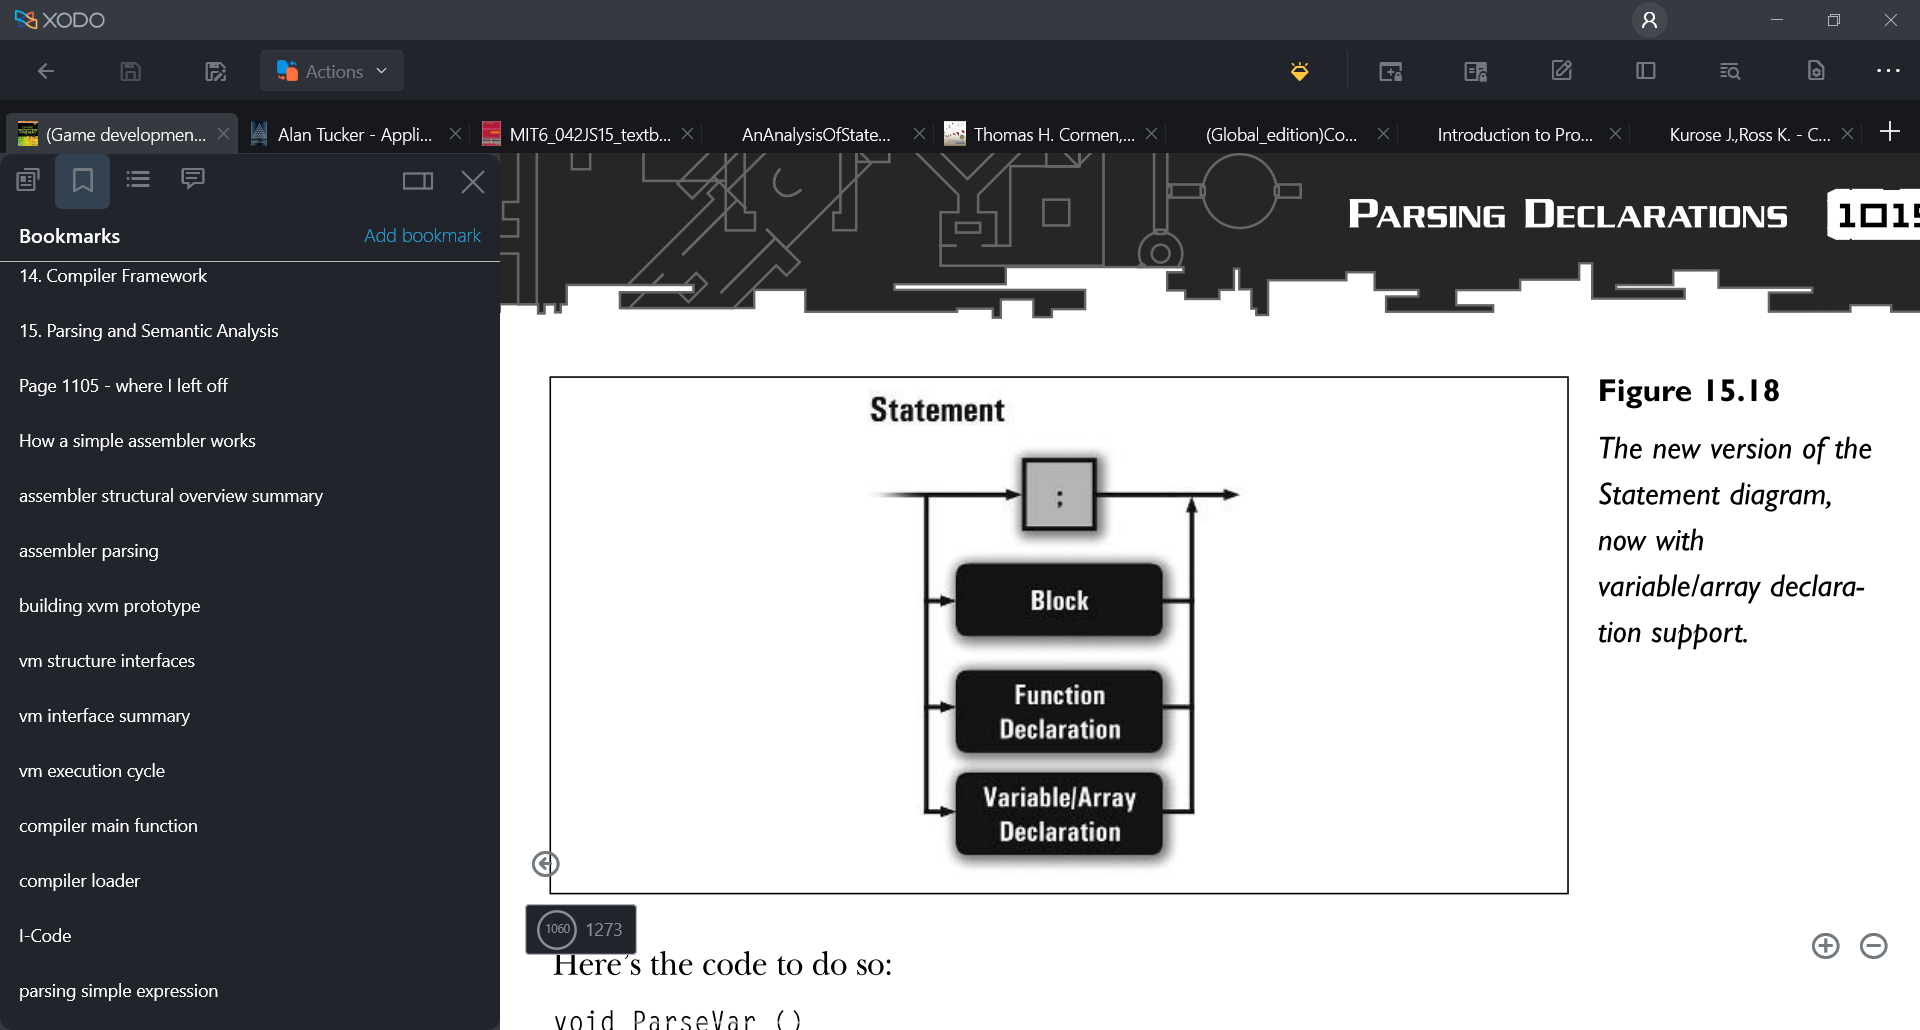 XODO
Actions
(Game developmen...
Alan Tucker - Appli...
MIT6_042JS15_textb...
AnAnalysisOfState...
Thomas H. Cormen,...
(Global_edition)Co...
Introduction to Pro...
Kurose J.,Ross K. - C...
Bookmarks
Add bookmark
14. Compiler Framework
15. Parsing and Semantic Analysis
Page 1105 - where I left off
How a simple assembler works
assembler structural overview summary
assembler parsing
building xvm prototype
vm structure interfaces
vm interface summary
vm execution cycle
compiler main function
compiler loader
I-Code
parsing simple expression
PARSING DECLARATIONS
1015
Statement
;
Block
Function
Declaration
Variable/Array
Declaration
Figure 15.18
The new version of the
Statement diagram,
now with
variable/array declara-
tion support.
1060
1273
Here's the code to do so:
void ParseVar ()